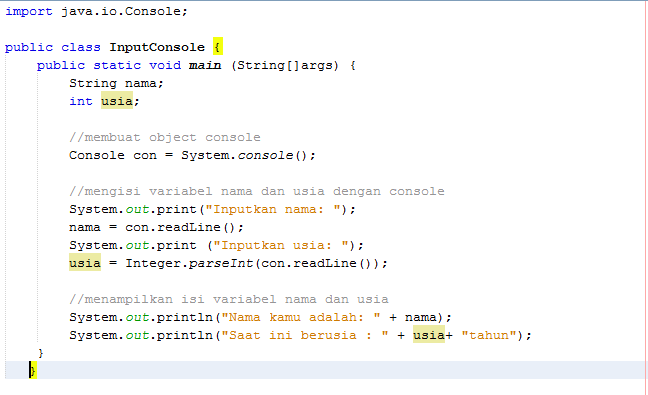 import java.io.Console;
public class InputConsole {
public static void main (String[]args) {
String nama;
int usia;
//membuat object console
Console con = System.console();
//mengisi variabel nama dan usia dengan console
System.out.print("Inputkan nama: ");
nama = con.readLine();
System.out.print ("Inputkan usia: ");
usia = Integer.parseInt(con.readLine());
//menampilkan isi variabel nama dan usia
System.out.println("Nama kamu adalah: " + nama);
System.out.println("Saat ini berusia : " + usia+ "tahun");
}
}